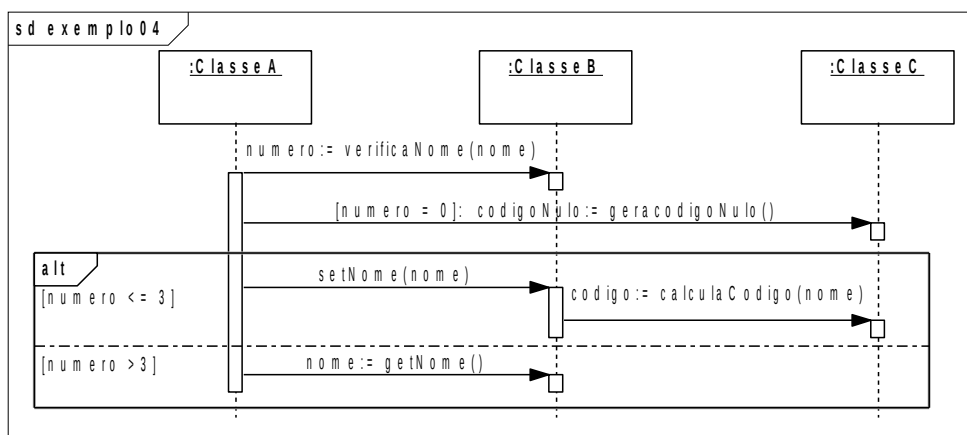 sd exemplo04
:ClasseA
:ClasseB
:ClasseC
numero:= verificaNome(nome)
[numero = 0]: codigoNulo:= geracodigoNulo()
alt
setNome(nome)
[numero <= 3]
codigo:= calculaCodigo(nome)
[numero >3]
nome:= getNome()